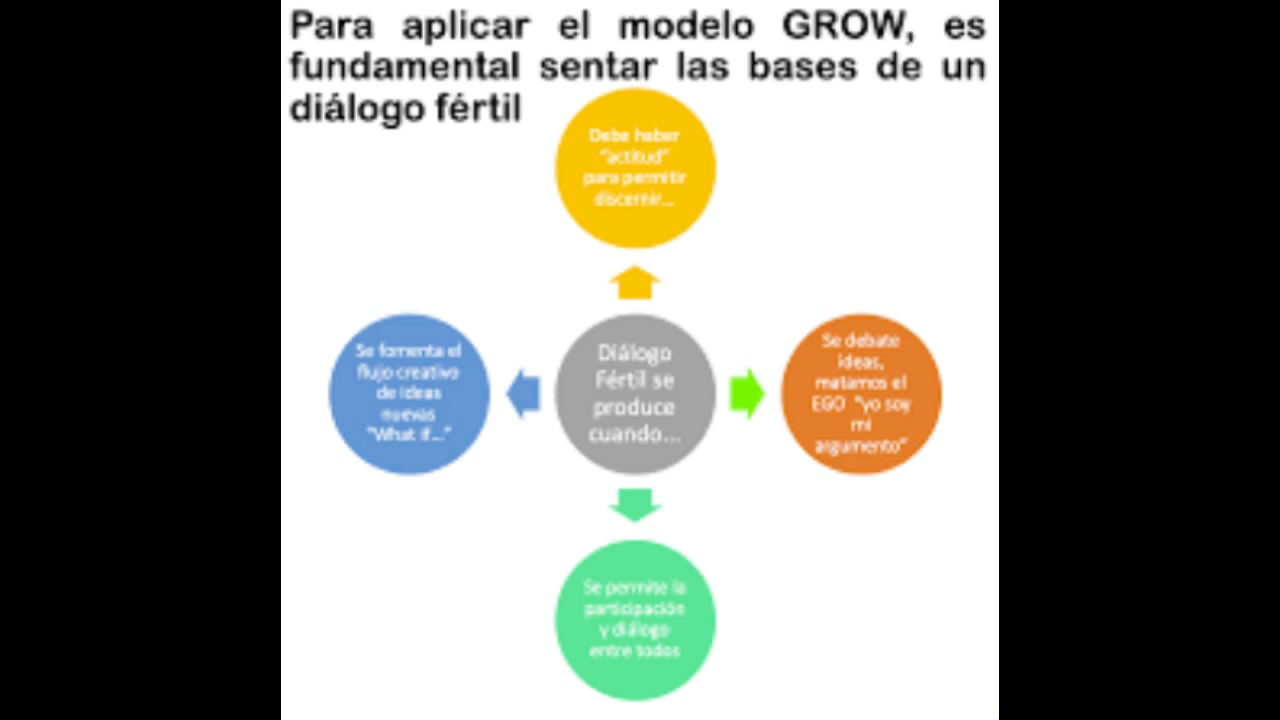 Para aplicar el modelo GROW, es
fundamental sentar las bases de un
diálogo fértil
Debe haber
"actitud"
para permitir
discernir...
Se fomenta el
flujo creativo
de ideas
nuevas
"What if..."
Diálogo
Fértil se
produce
cuando...
Se debate
ideas,
matamos el
EGO "yo soy
mi
argumento"
Se permite la
participación
y diálogo
entre todos